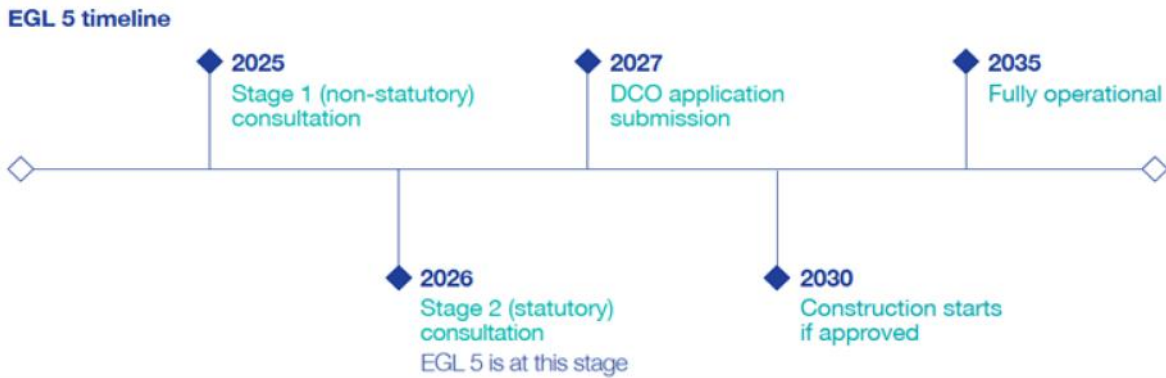 EGL 5 timeline
2025
Stage 1 (non-statutory)
consultation
2026
Stage 2 (statutory)
consultation
EGL 5 is at this stage
2027
DCO application
submission
2030
Construction starts
if approved
2035
Fully operational